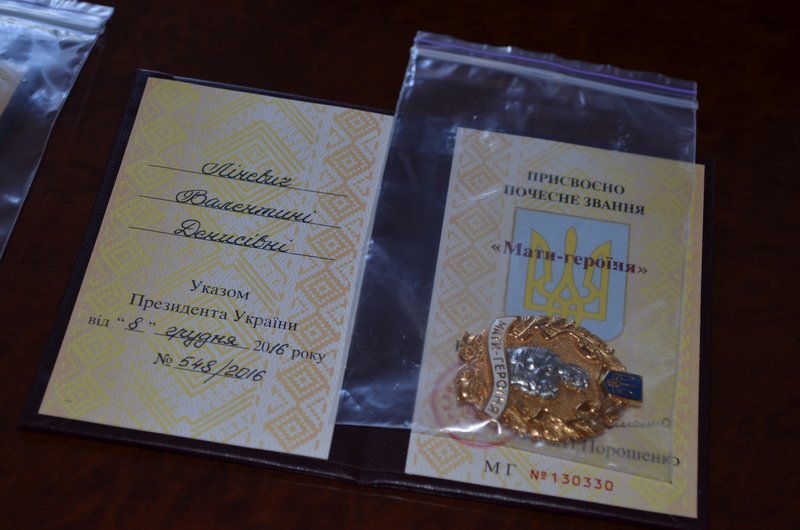 Ліневич
Валентині
Денисівні
Указом
Президента України
від "8" грудня 2016 року
№ 548/2016
ПРИСВОЄНО
ПОЧЕСНЕ ЗВАННЯ
«Мати-героїня»
МАТИ-ГЕРОЇНЯ
Порошенко
МГ №130330